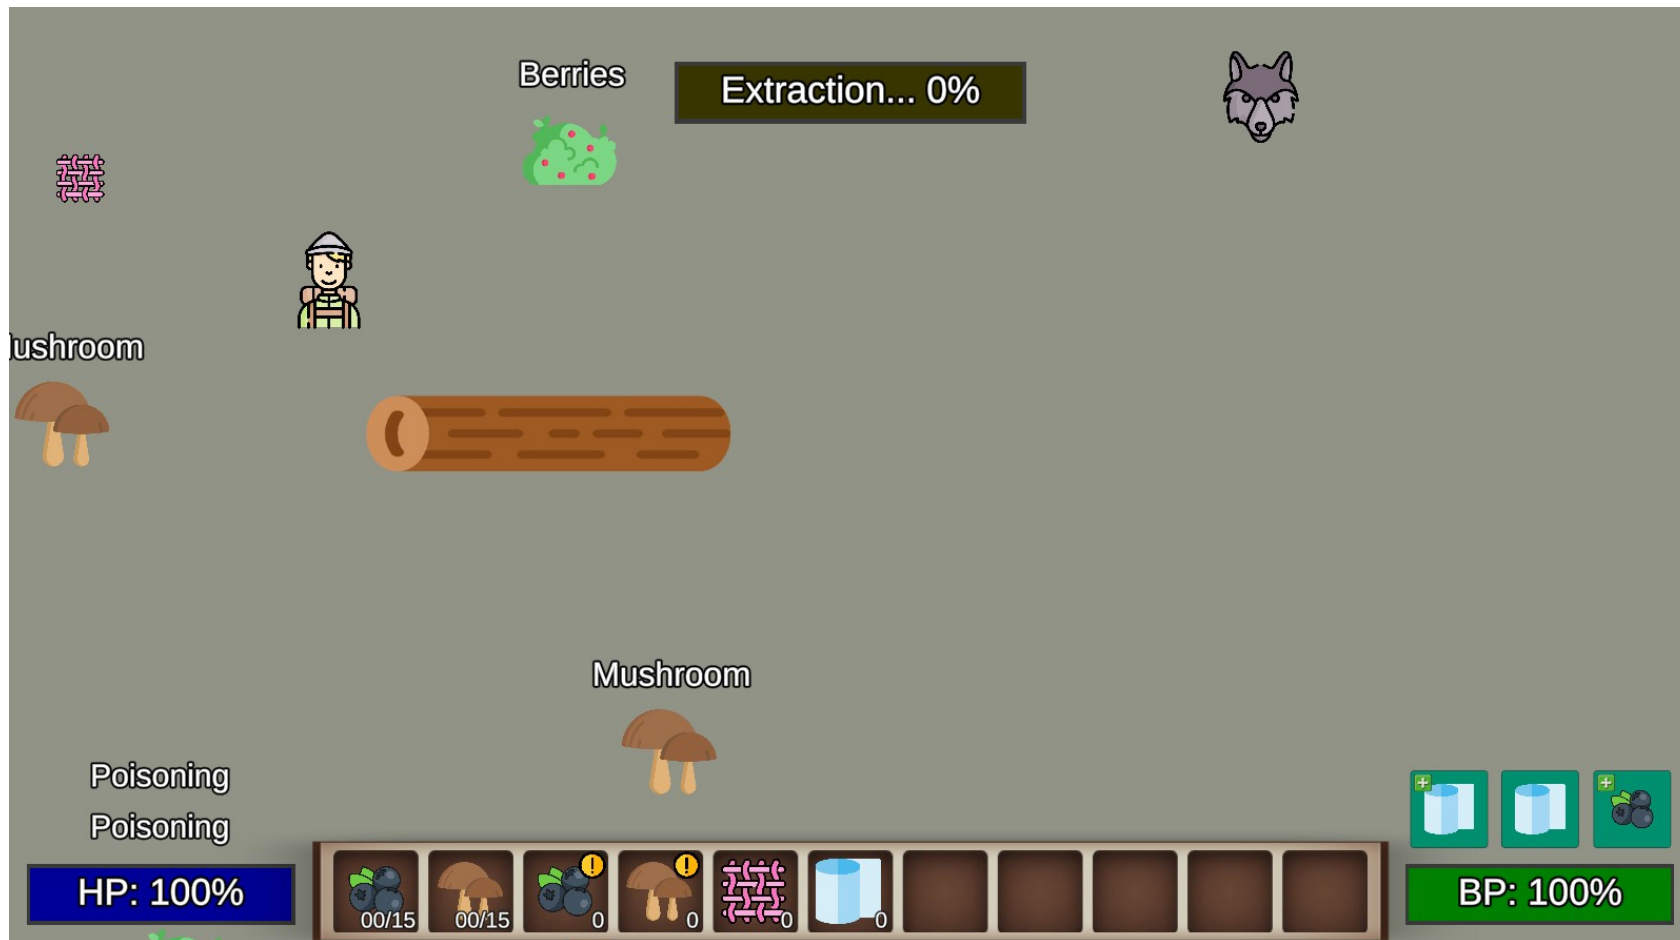 Berries
Extraction... 0%
ushroom
Mushroom
Poisoning
Poisoning
HP: 100%
00/15
00/15
0
0
0
0
BP: 100%